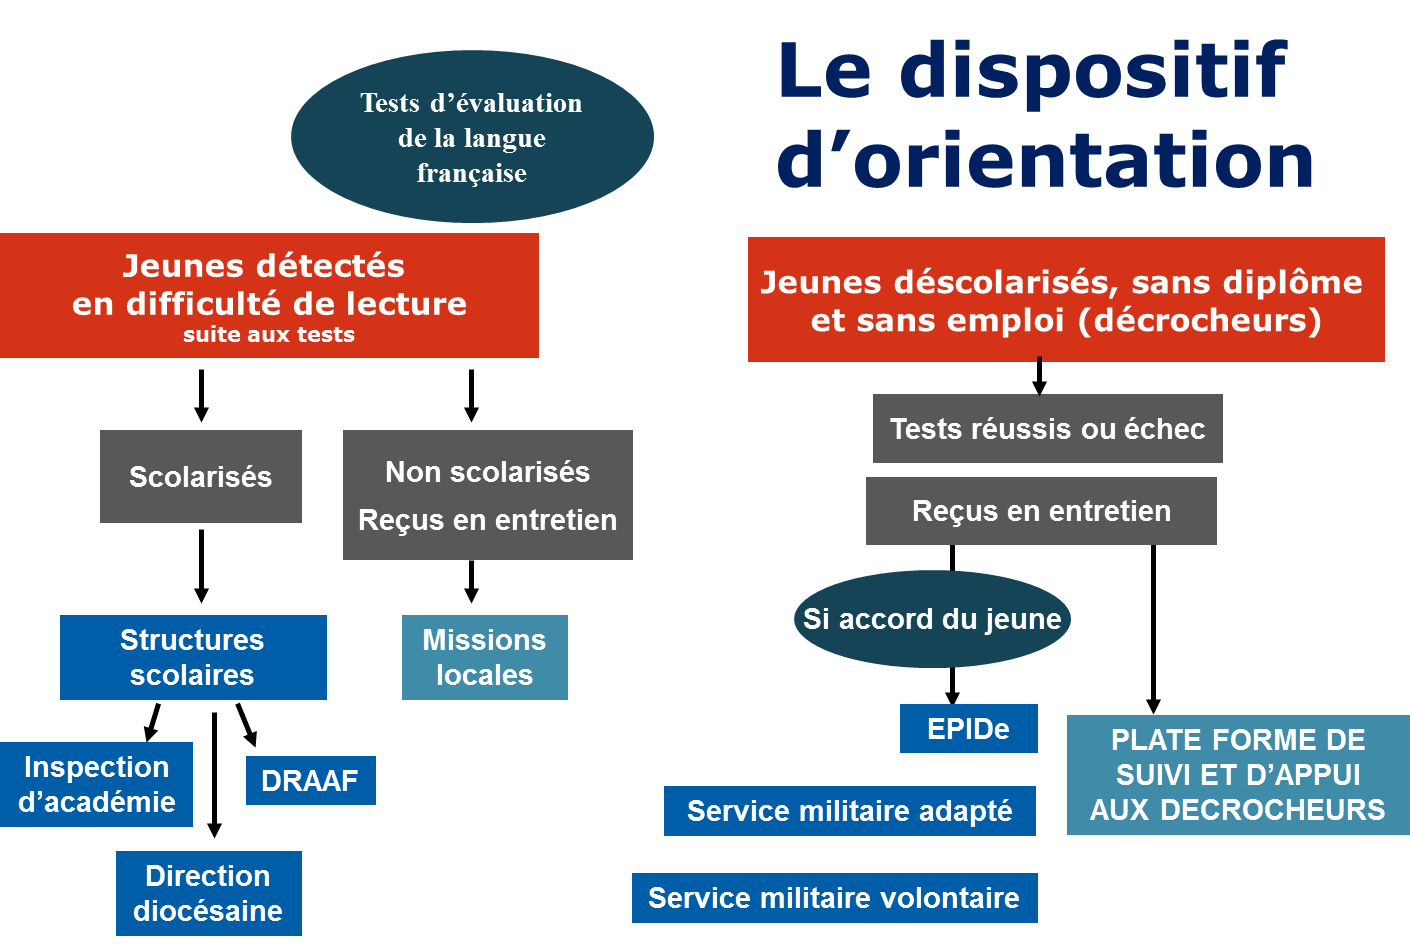 Le dispositif
d’orientation
Tests d’évaluation
de la langue
française
Jeunes détectés
en difficulté de lecture
suite aux tests
Scolarisés
Non scolarisés
Reçus en entretien
Structures
scolaires
Missions
locales
Inspection
d’académie
DRAAF
Direction
diocésaine
Jeunes déscolarisés, sans diplôme
et sans emploi (décrocheurs)
Tests réussis ou échec
Reçus en entretien
Si accord du jeune
EPIDe
PLATE FORME DE
SUIVI ET D’APPUI
AUX DECROCHEURS
Service militaire adapté
Service militaire volontaire